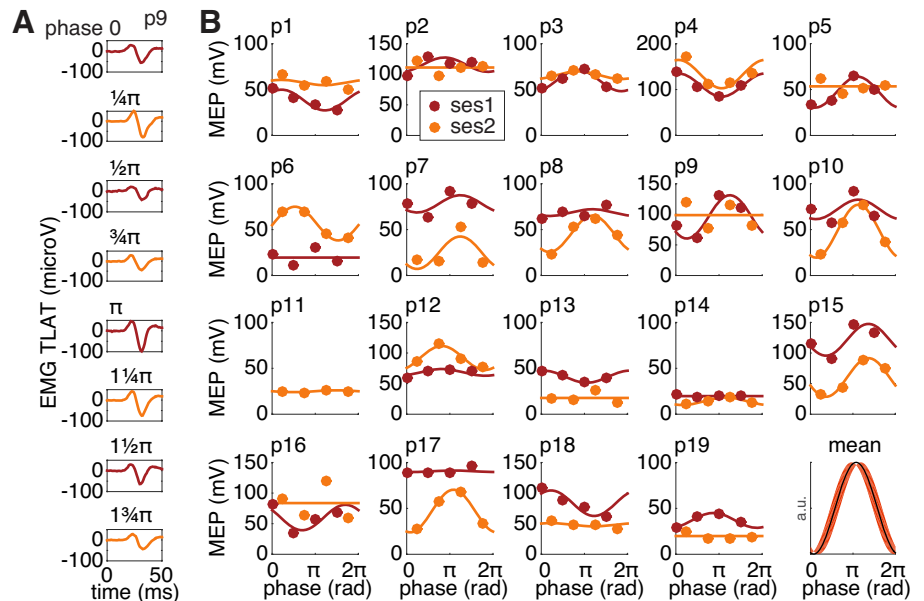 A
phase 0 p9
0
-100
¼π
0
-100
½π
0
-100
¾π
0
-100
π
0
-100
1¼π
0
-100
1½π
0
-100
1¾π
0
-100
0 50
time (ms)
EMG TLAT (microV)
B
p1
MEP (mV)
100
50
0
p2
150
100
50
0
ses1
ses2
p3
100
50
0
p4
200
100
0
p5
100
50
0
p6
MEP (mV)
100
50
0
p7
100
50
0
p8
100
50
0
p9
150
100
50
0
p10
100
50
0
p11
MEP (mV)
100
50
0
p12
120
100
50
0
p13
100
50
0
p14
100
50
0
p15
150
100
50
0
p16
MEP (mV)
150
100
50
0
0 π 2π
phase (rad)
p17
100
50
0
0 π 2π
phase (rad)
p18
150
100
50
0
0 π 2π
phase (rad)
p19
100
50
0
0 π 2π
phase (rad)
mean
a.u.
0 π 2π
phase (rad)